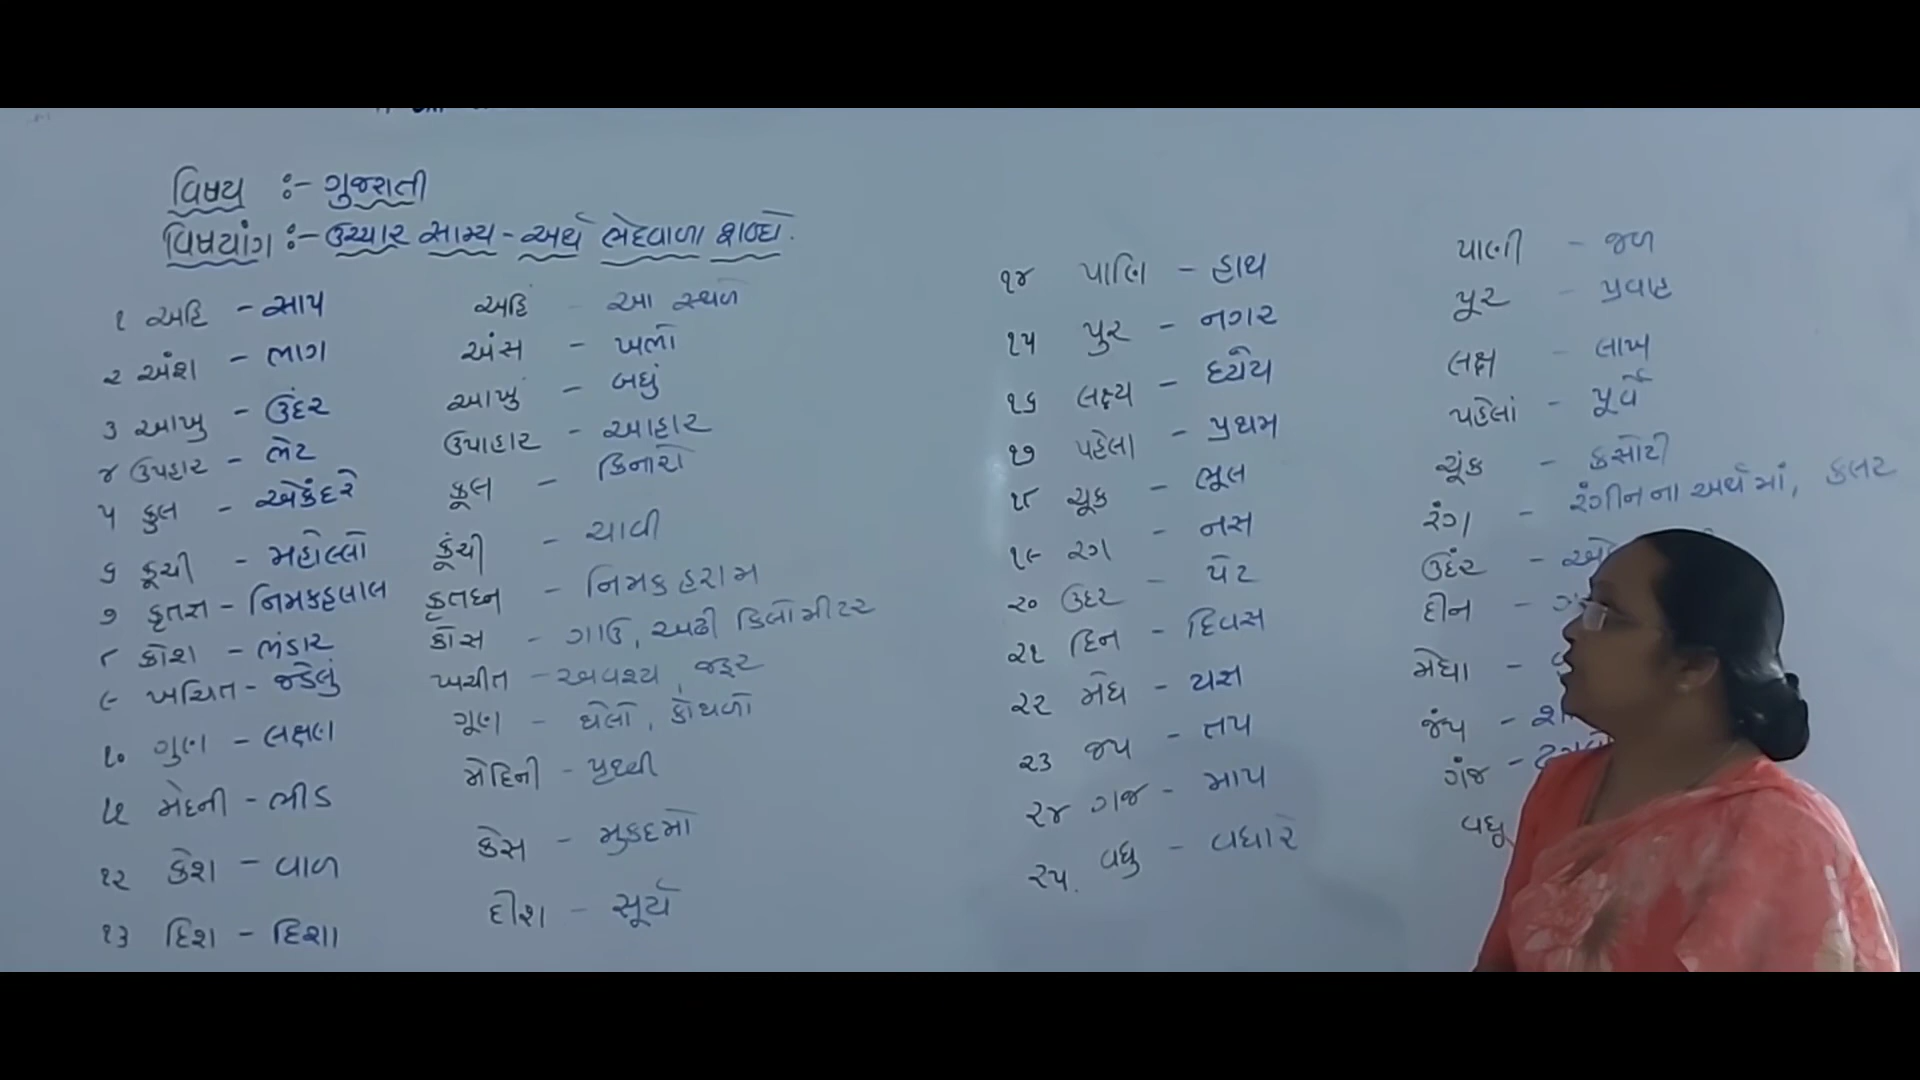 વિષય :- ગુજરાતી
વિષયાંગ :- ઉચ્ચાર સામ્ય - અર્થ ભેદવાળા શબ્દો.
૧ અહિ - સાપ અહિં - આ સ્થળે
૨ અંશ - ભાગ અંસ - ખભો
૩ આખુ - ઉંદર આખું - બધું
૪ ઉપહાર - ભેટ ઉપાહાર - આહાર
૫ કુલ - એકંદરે કૂલ - કિનારો
૬ કૂચી - મહોલ્લો કૂંચી - ચાવી
૭ કૃતજ્ઞ - નિમકહલાલ કૃતઘ્ન - નિમકહરામ
૮ કોશ - ભંડાર કોસ - ગાઉ, અઢી કિલોમીટર
૯ ખચિત - જડેલું ખચીત - અવશ્ય, જરૂર
૧૦ ગુણ - લક્ષણ ગૂણ - થેલો, કોથળો
૧૧ મેદની - ભીડ મેદિની - પૃથ્વી
૧૨ કેશ - વાળ કેસ - મુકદમો
૧૩ દિશ - દિશા દીશ - સૂર્ય
૧૪ પાણિ - હાથ પાણી - જળ
૧૫ પુર - નગર પૂર - પ્રવાહ
૧૬ લક્ષ્ય - ધ્યેય લક્ષ - લાખ
૧૭ પહેલા - પ્રથમ પહેલાં - પૂર્વે
૧૮ ચૂક - ભૂલ ચૂંક - કસોટી
૧૯ રગ - નસ રંગ - રંગીનના અર્થમાં, કલર
૨૦ ઉદર - પેટ ઉદંર -
૨૧ દિન - દિવસ દીન -
૨૨ મેઘ - યજ્ઞ મેઘા -
૨૩ જપ - તપ જંપ -
૨૪ ગજ - માપ ગંજ -
૨૫. વધુ - વધારે વધૂ